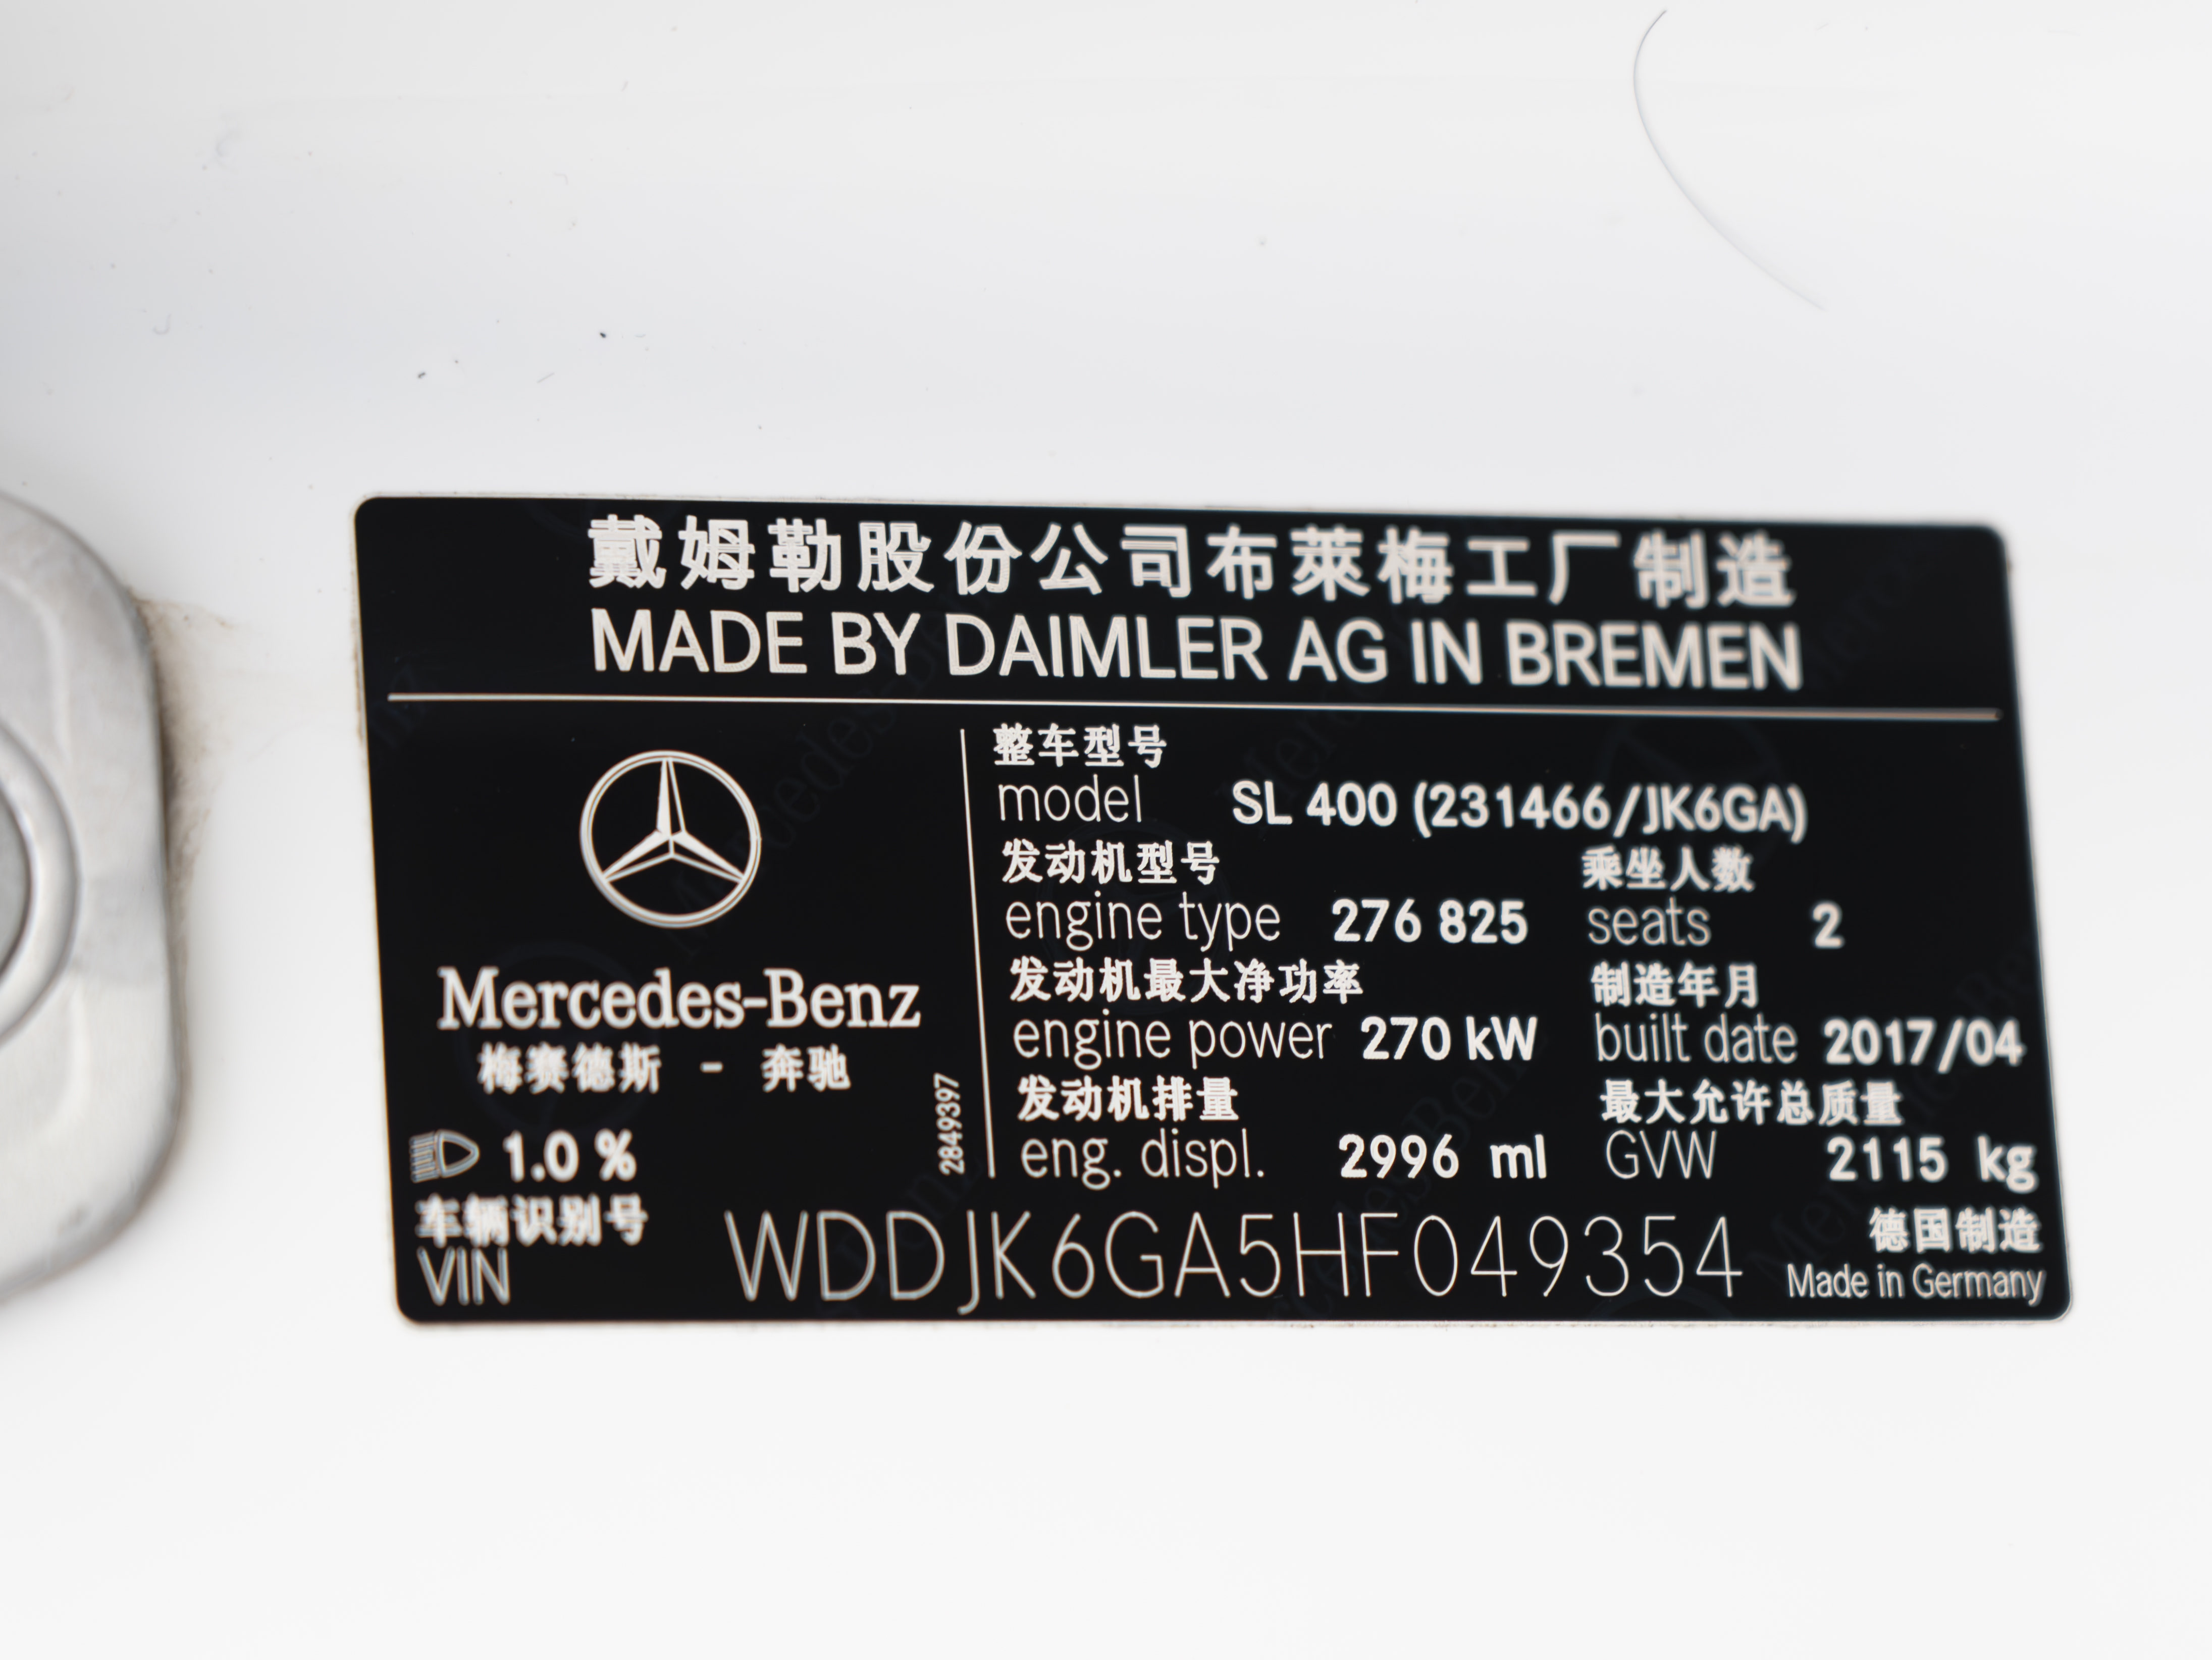 戴姆勒股份公司布萊梅工厂制造
MADE BY DAIMLER AG IN BREMEN
Mercedes-Benz
梅赛德斯 - 奔驰
1.0 %
2849397
整车型号
model SL 400 (231466/JK6GA)
发动机型号 乘坐人数
engine type 276 825 seats 2
发动机最大净功率 制造年月
engine power 270 kW built date 2017/04
发动机排量 最大允许总质量
eng. displ. 2996 ml GVW 2115 kg
车辆识别号 德国制造
VIN WDDJK6GA5HF049354 Made in Germany